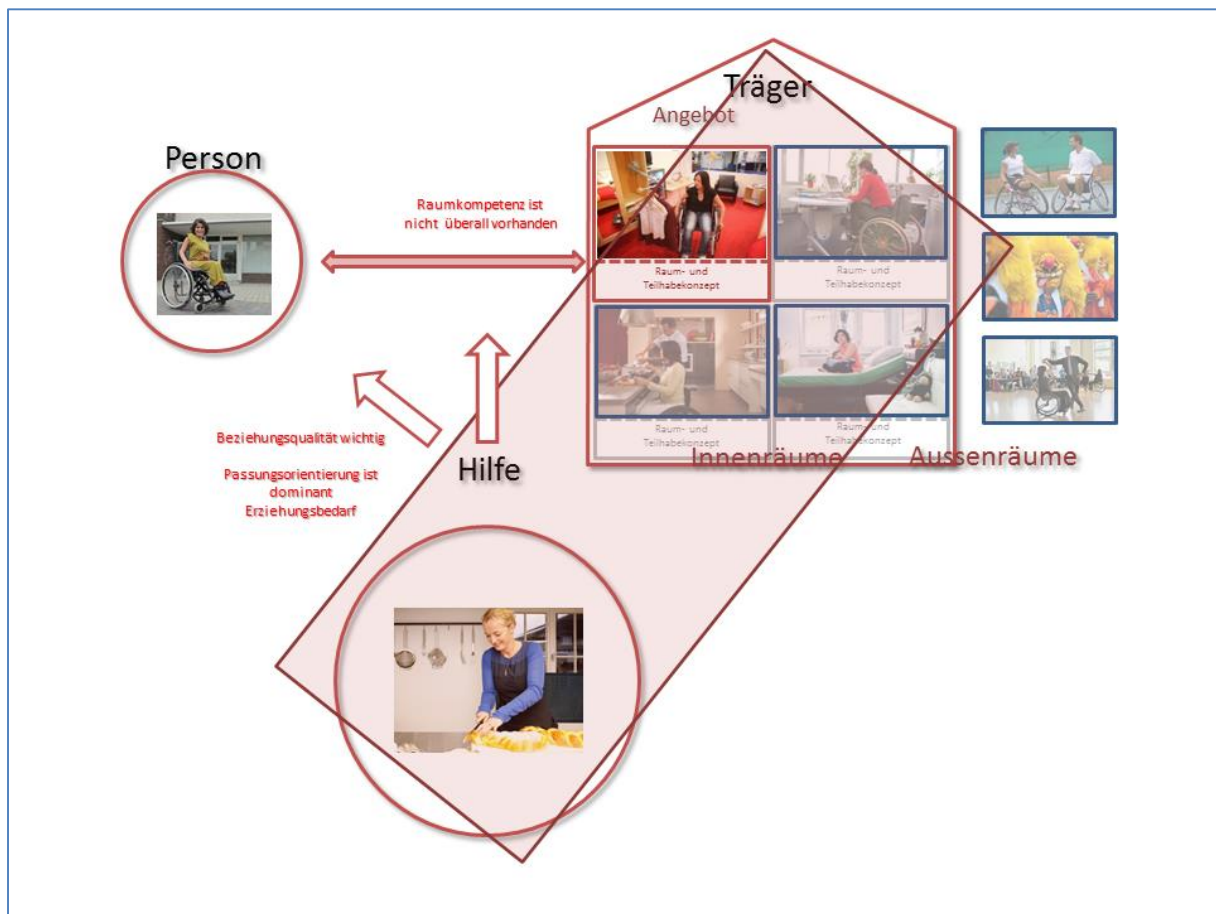 Träger
Angebot
Person
Raumkompetenz ist
nicht überall vorhanden
Raum- und
Teilhabekonzept
Raum- und
Teilhabekonzept
Beziehungsqualität wichtig
Passungsorientierung ist
dominant
Erziehungsbedarf
Hilfe
Raum- und
Teilhabekonzept
Raum- und
Teilhabekonzept
Innenräume
Aussenräume